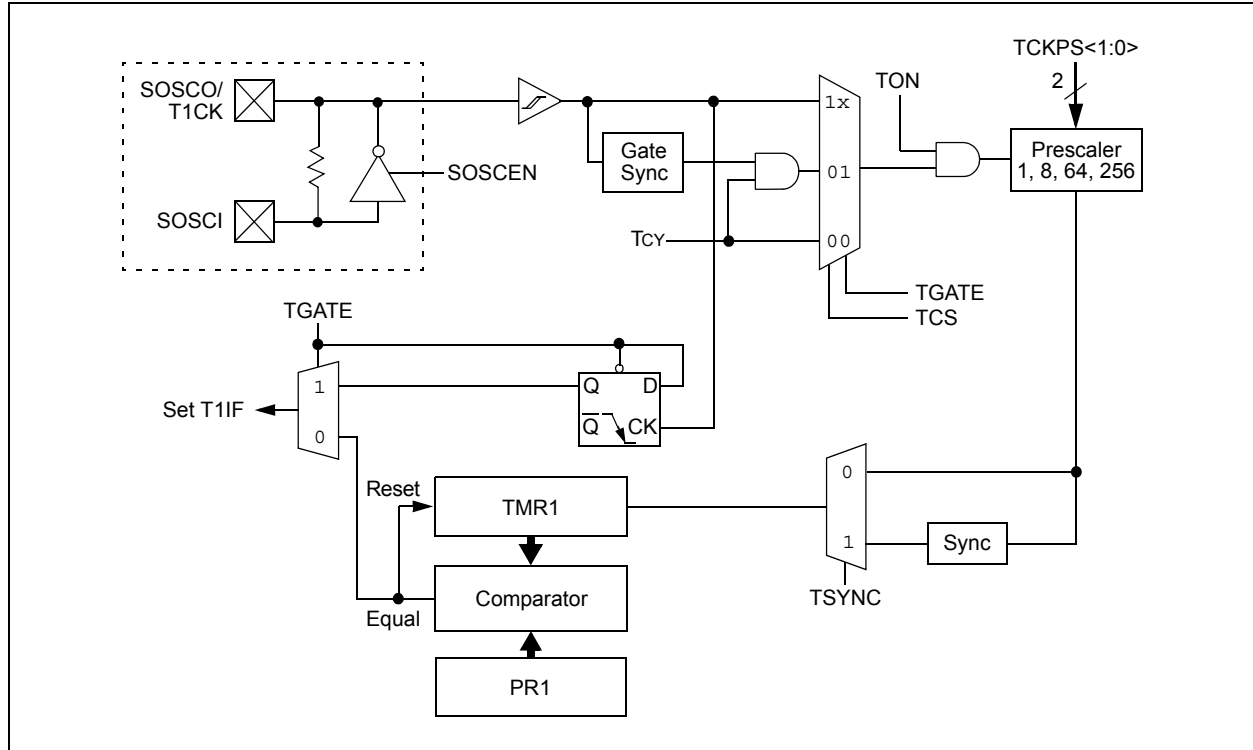 TCKPS<1:0>
2
SOSCO/
T1CK
TON
1x
Gate
Sync
Prescaler
1, 8, 64, 256
SOSCEN
01
SOSCI
TCY
00
TGATE
TCS
TGATE
1
Q
D
Set T1IF
0
Q
CK
Reset
TMR1
0
1
Sync
Comparator
TSYNC
Equal
PR1